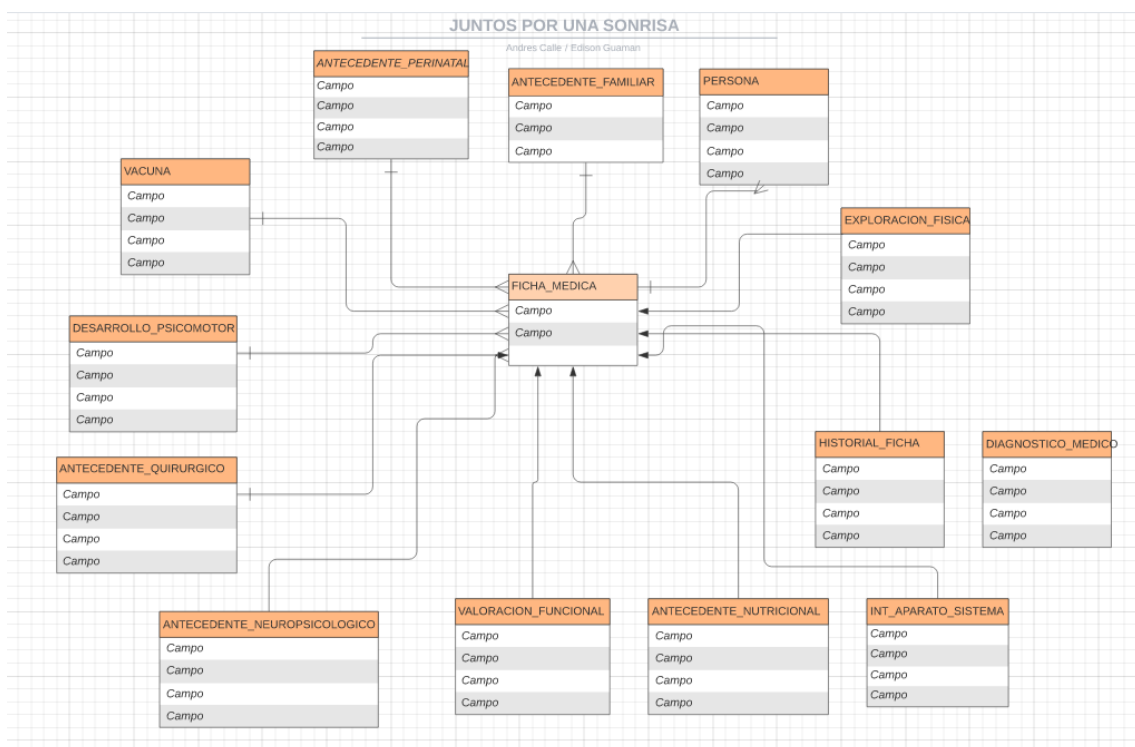 JUNTOS POR UNA SONRISA
Andres Calle / Edison Guaman
ANTECEDENTE_PERINATAL
Campo
Campo
Campo
Campo
ANTECEDENTE_FAMILIAR
Campo
Campo
Campo
PERSONA
Campo
Campo
Campo
Campo
VACUNA
Campo
Campo
Campo
Campo
EXPLORACION_FISICA
Campo
Campo
Campo
Campo
FICHA_MEDICA
Campo
Campo
DESARROLLO_PSICOMOTOR
Campo
Campo
Campo
Campo
ANTECEDENTE_QUIRURGICO
Campo
Campo
Campo
Campo
HISTORIAL_FICHA
Campo
Campo
Campo
Campo
DIAGNOSTICO_MEDICO
Campo
Campo
Campo
Campo
ANTECEDENTE_NEUROPSICOLOGICO
Campo
Campo
Campo
Campo
VALORACION_FUNCIONAL
Campo
Campo
Campo
Campo
ANTECEDENTE_NUTRICIONAL
Campo
Campo
Campo
Campo
INT_APARATO_SISTEMA
Campo
Campo
Campo
Campo